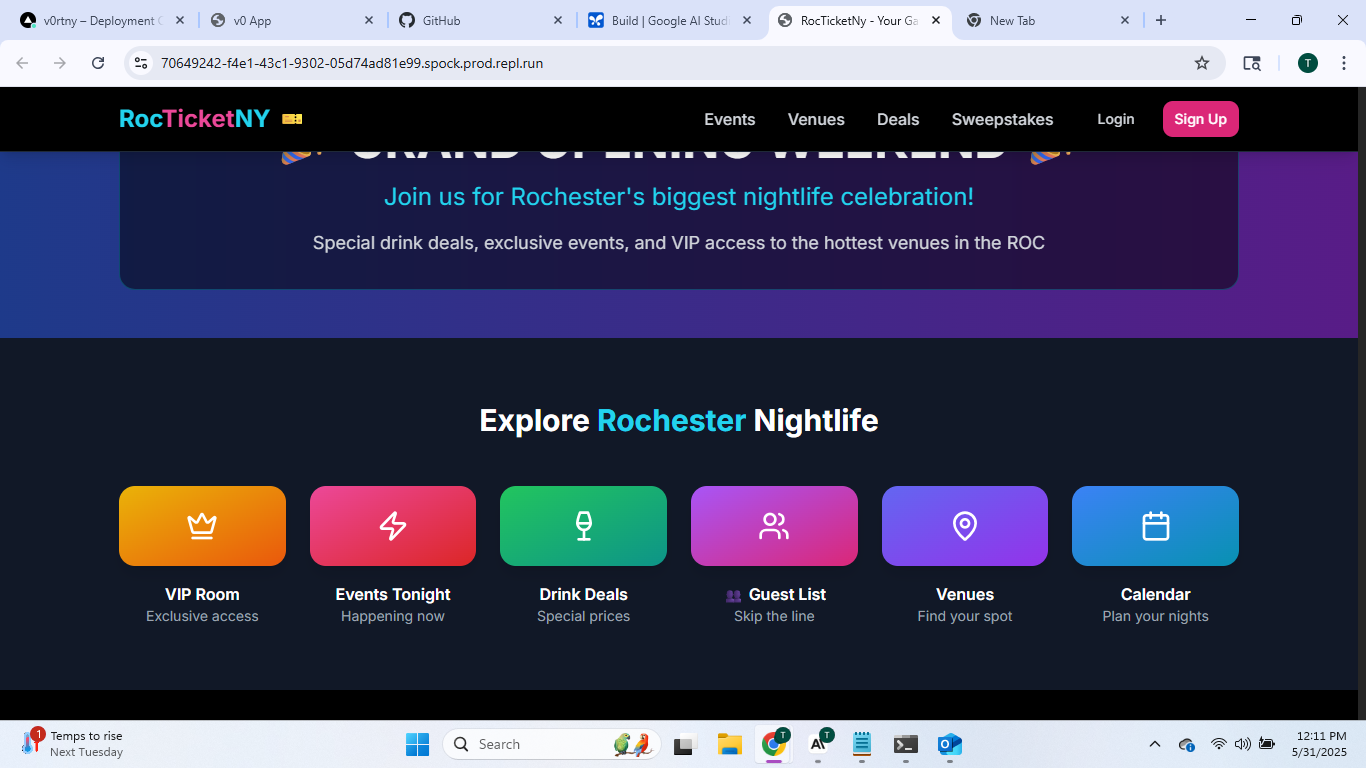 v0rtny – Deployment
v0 App
GitHub
Build | Google AI Studi
RocTicketNy - Your Ga
New Tab
70649242-f4e1-43c1-9302-05d74ad81e99.spock.prod.repl.run
T
RocTicketNY
Events
Venues
Deals
Sweepstakes
Login
Sign Up
GRAND OPENING WEEKEND
Join us for Rochester's biggest nightlife celebration!
Special drink deals, exclusive events, and VIP access to the hottest venues in the ROC
Explore Rochester Nightlife
VIP Room
Exclusive access
Events Tonight
Happening now
Drink Deals
Special prices
Guest List
Skip the line
Venues
Find your spot
Calendar
Plan your nights
1
Temps to rise
Next Tuesday
Search
T
T
12:11 PM
5/31/2025